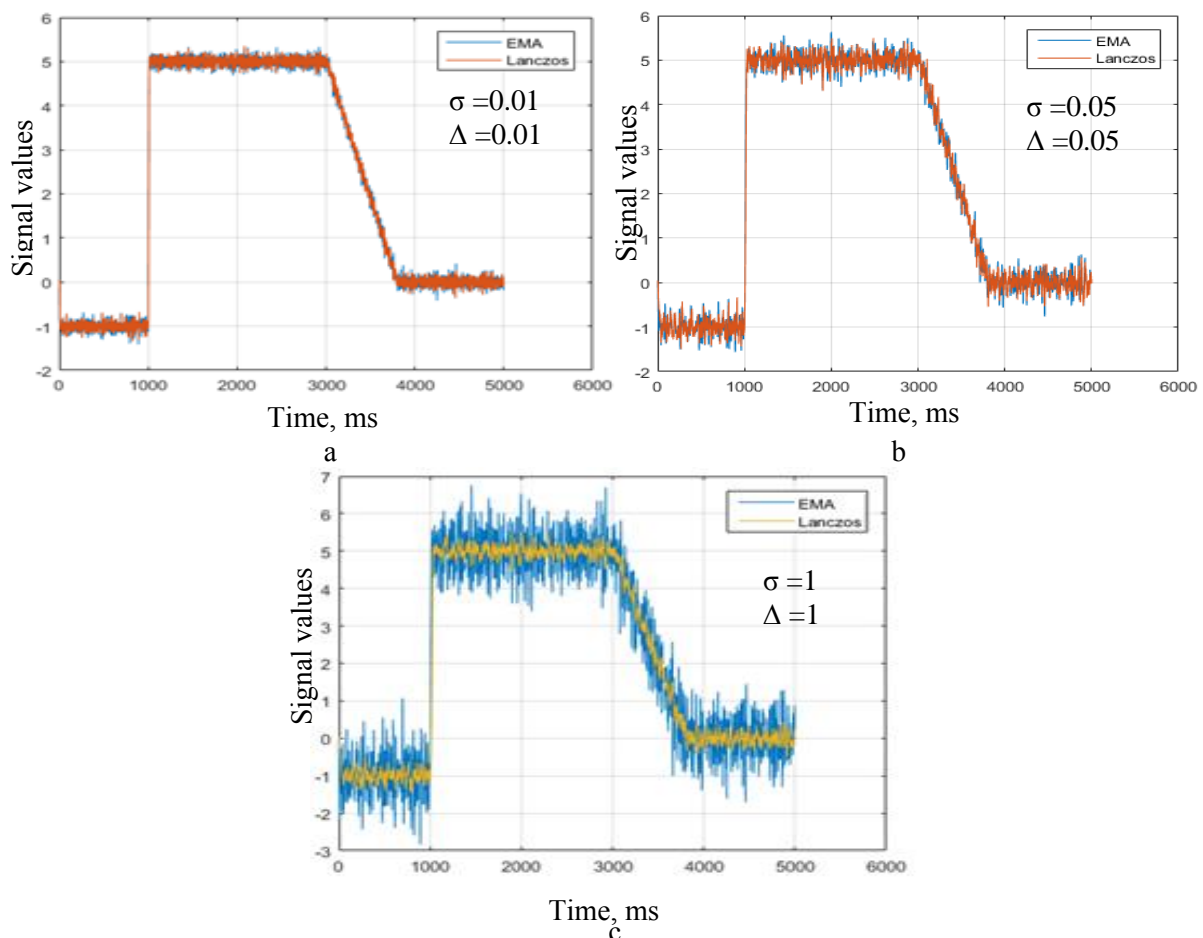 6
5
4
3
2
1
0
-1
-2
Signal values
EMA
Lanczos
σ =0.01
Δ =0.01
0 1000 2000 3000 4000 5000 6000
Time, ms
a
6
5
4
3
2
1
0
-1
-2
Signal values
EMA
Lanczos
σ =0.05
Δ =0.05
0 1000 2000 3000 4000 5000 6000
Time, ms
b
7
6
5
4
3
2
1
0
-1
-2
-3
Signal values
EMA
Lanczos
σ =1
Δ =1
0 1000 2000 3000 4000 5000 6000
Time, ms
c